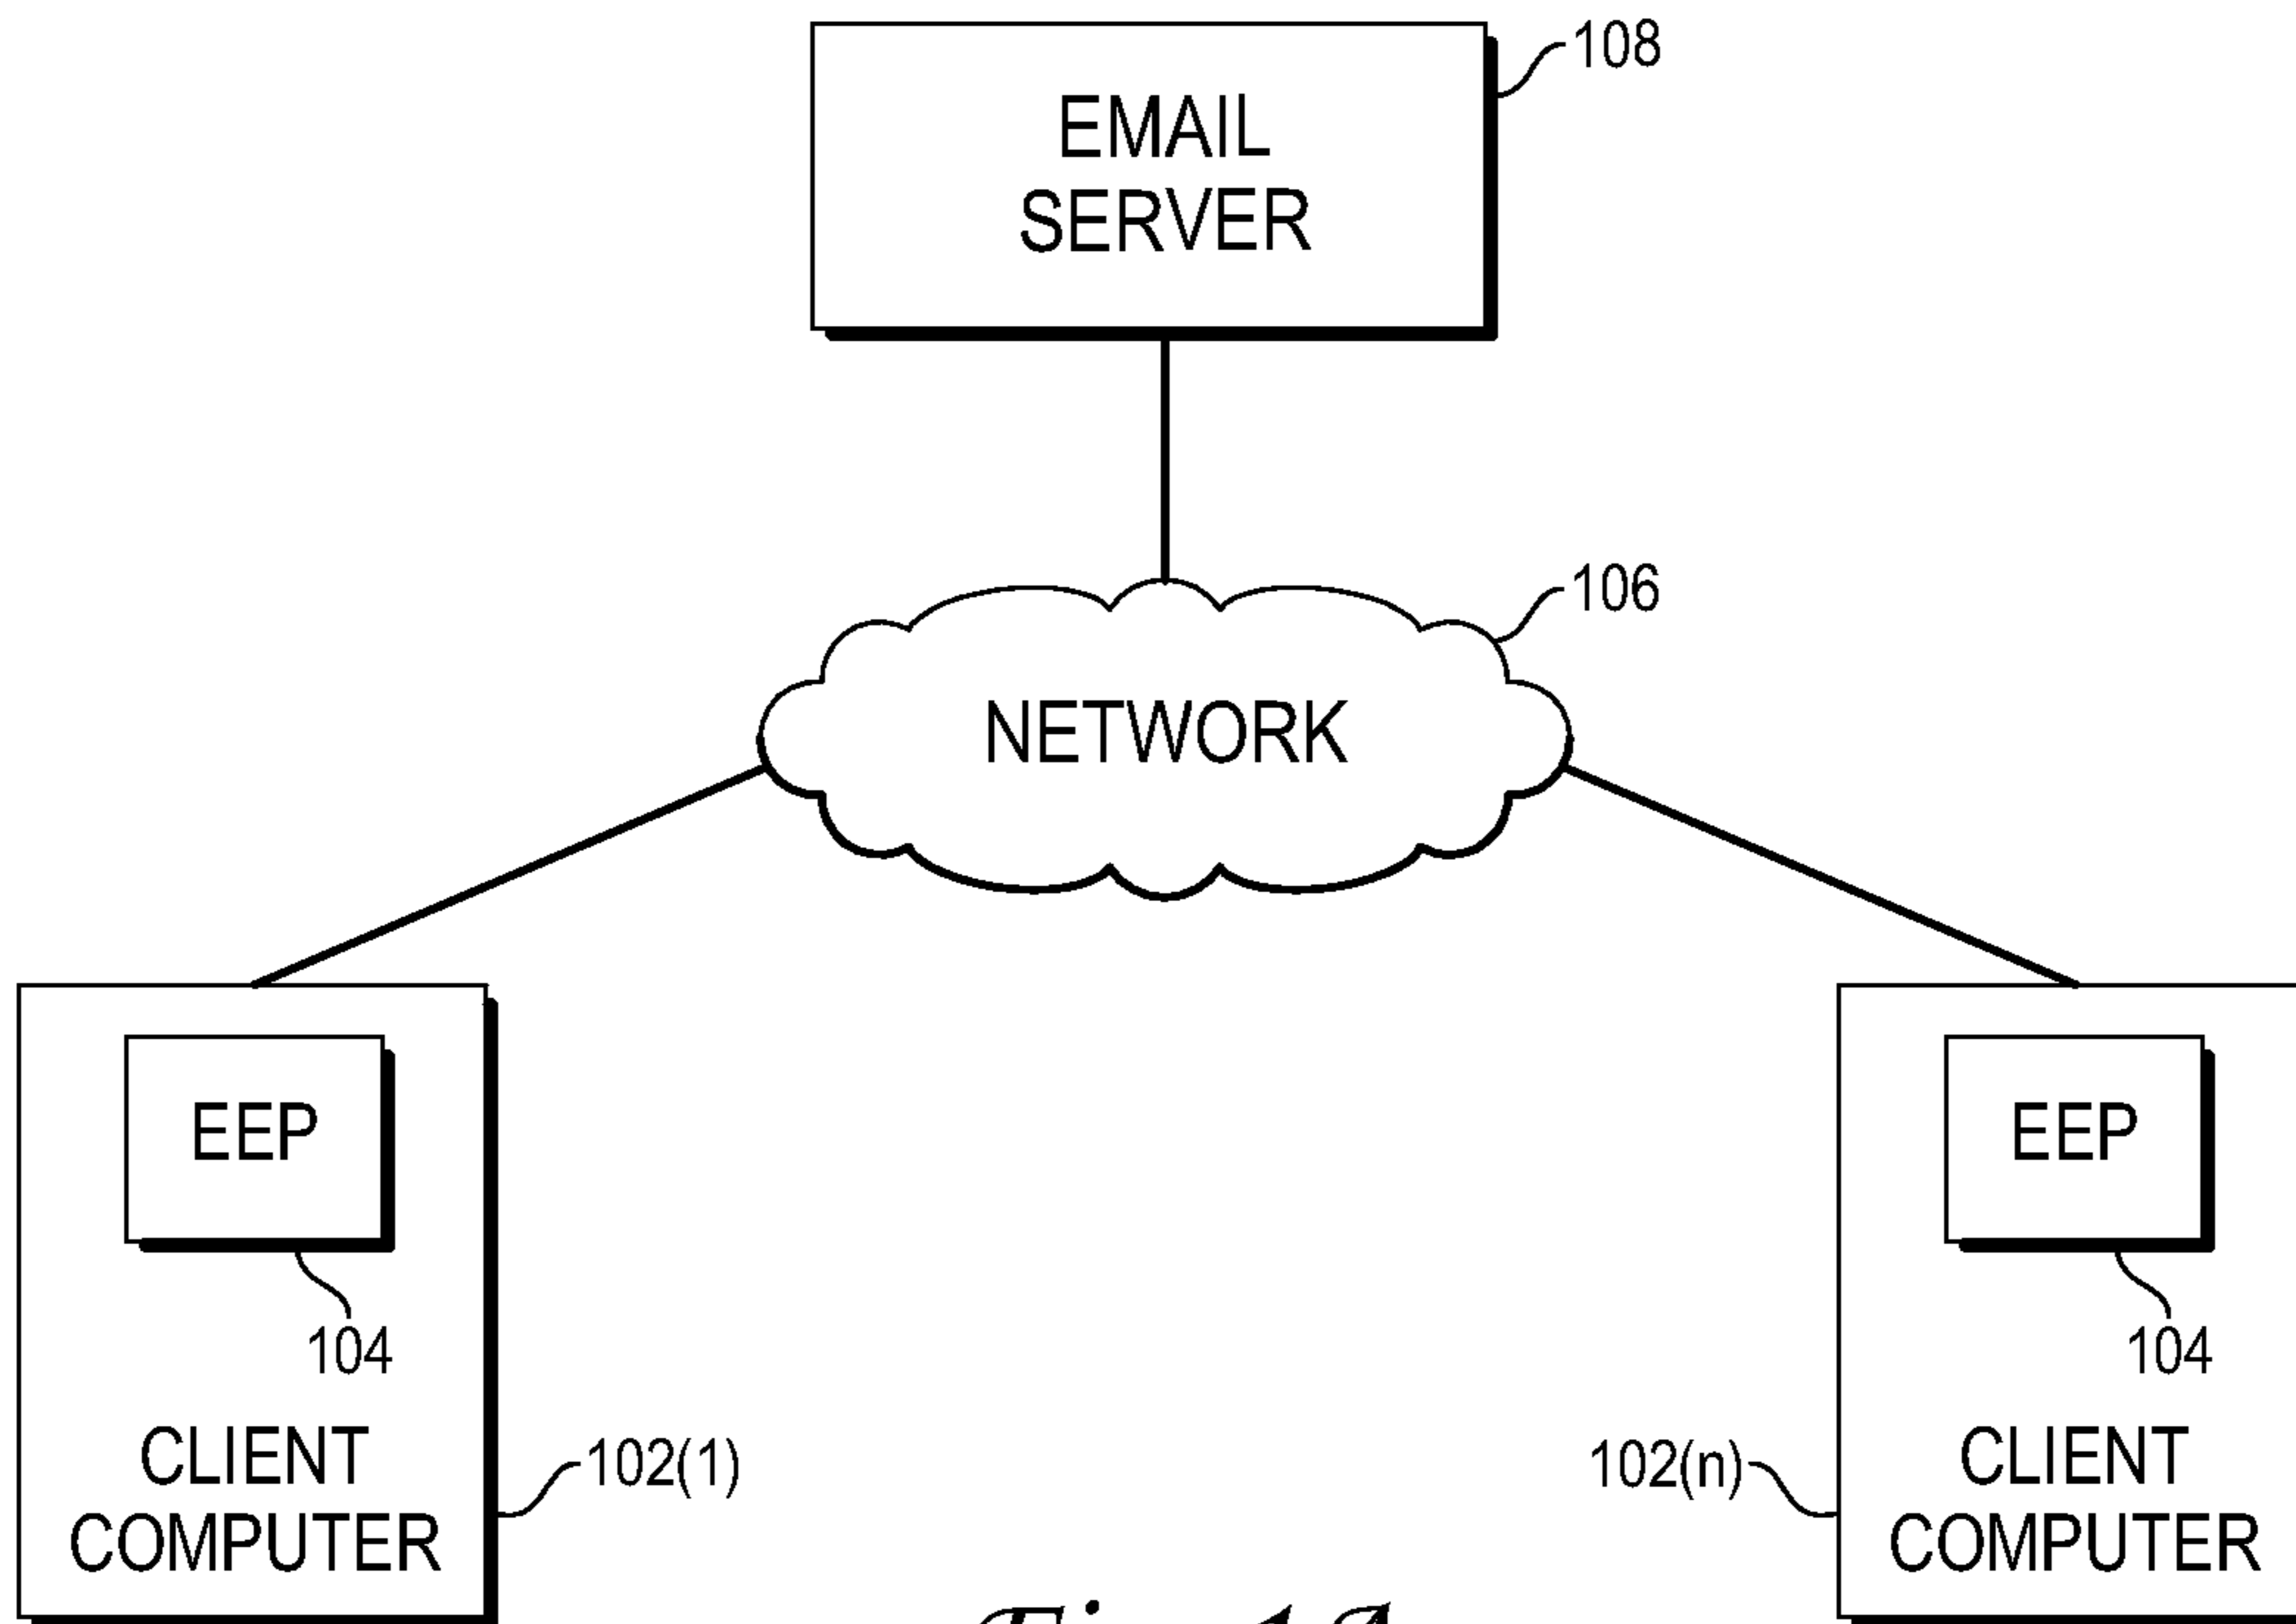 108
EMAIL
SERVER
106
NETWORK
EEP
EEP
104
104
CLIENT
COMPUTER
102(1)
102(n)
CLIENT
COMPUTER